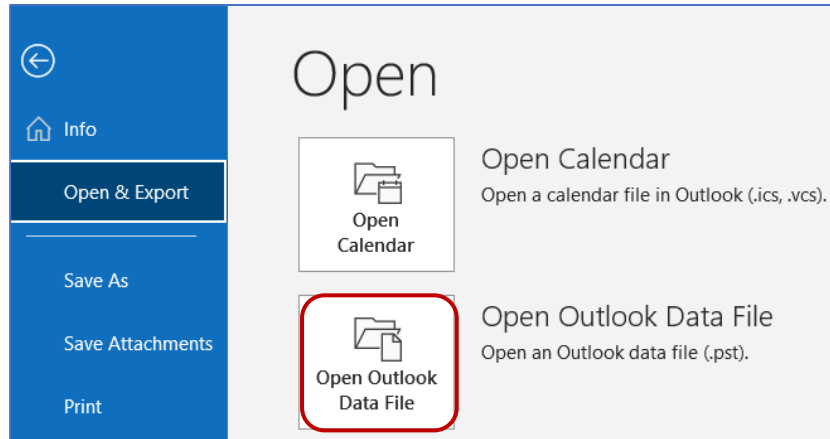 Info
Open & Export
Save As
Save Attachments
Print
Open
Open
Calendar
Open Calendar
Open a calendar file in Outlook (.ics, .vcs).
Open Outlook
Data File
Open Outlook Data File
Open an Outlook data file (.pst).